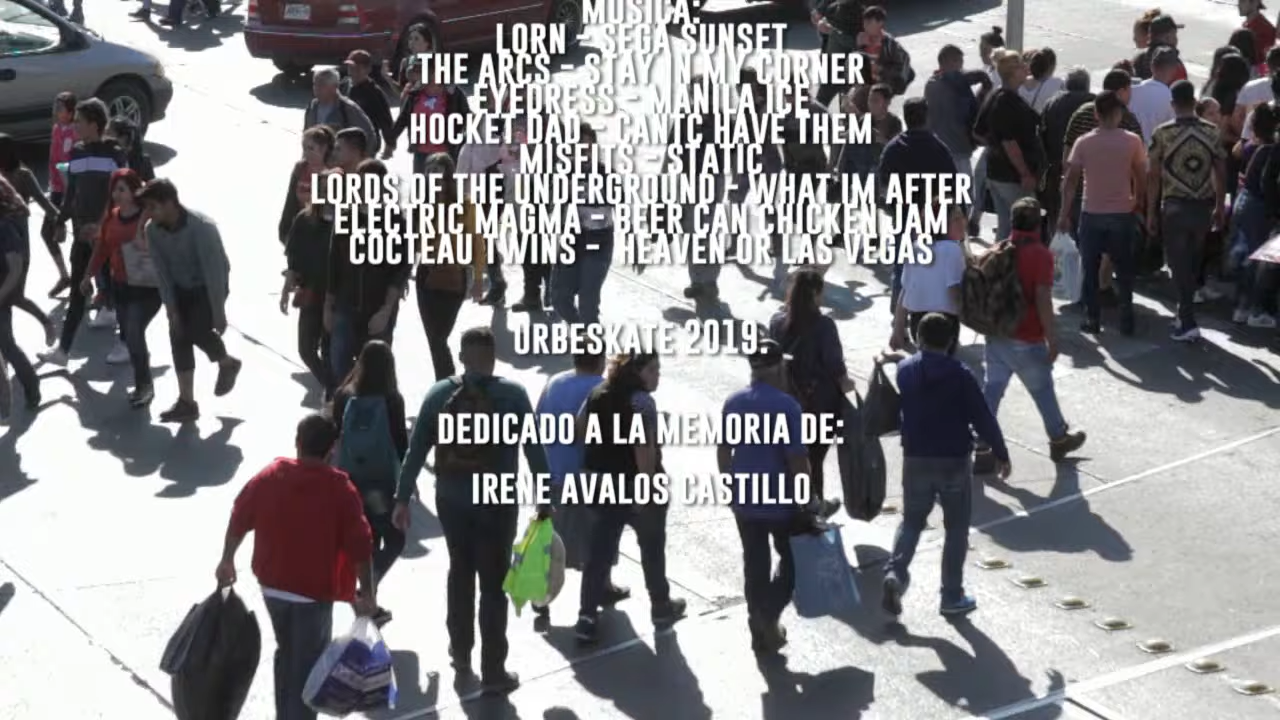 MÚSICA:
LORN - SEGA SUNSET
THE ARCS - STAY IN MY CORNER
EYEDRESS - MANILA ICE
HOCKET DAD - CANTC HAVE THEM
MISFITS - STATIC
LORDS OF THE UNDERGROUND - WHAT IM AFTER
ELECTRIC MAGMA - BEER CAN CHICKEN JAM
COCTEAU TWINS - HEAVEN OR LAS VEGAS
URBESKATE 2019.
DEDICADO A LA MEMORIA DE:
IRENE AVALOS CASTILLO